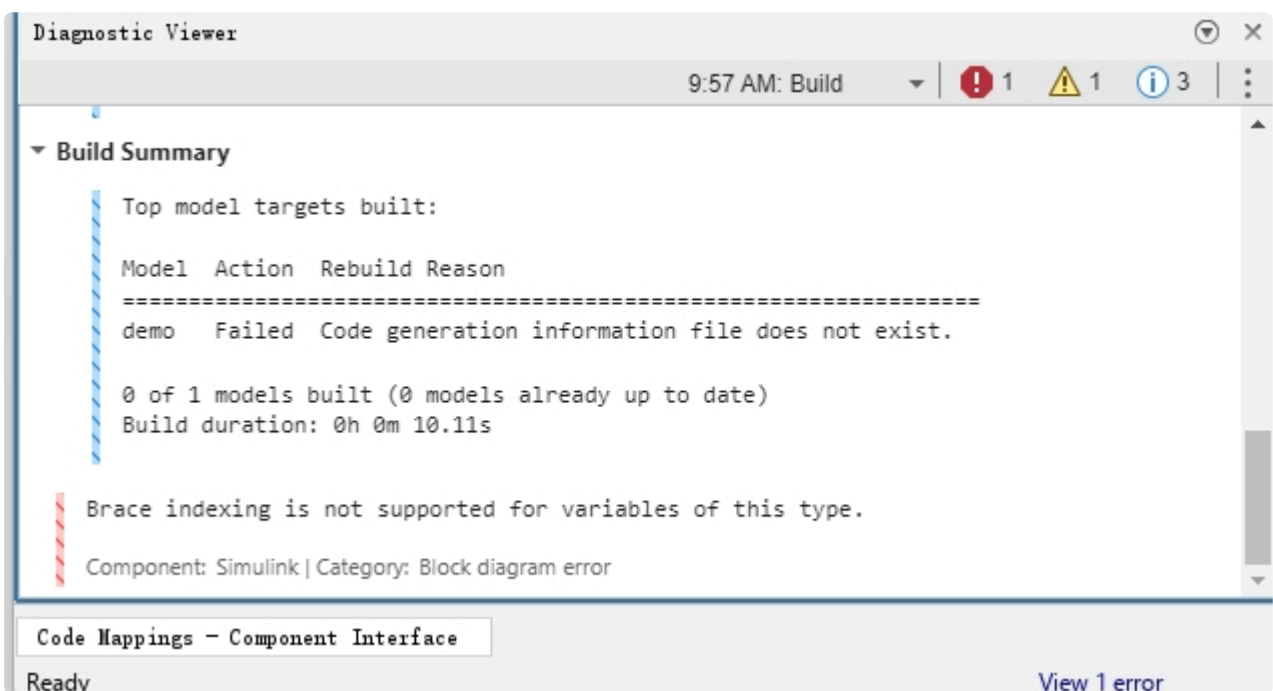 Diagnostic Viewer
9:57 AM: Build 1 1 3
Build Summary
Top model targets built:
Model Action Rebuild Reason
=================================================================
demo Failed Code generation information file does not exist.
0 of 1 models built (0 models already up to date)
Build duration: 0h 0m 10.11s
Brace indexing is not supported for variables of this type.
Component: Simulink | Category: Block diagram error
Code Mappings - Component Interface
Ready View 1 error